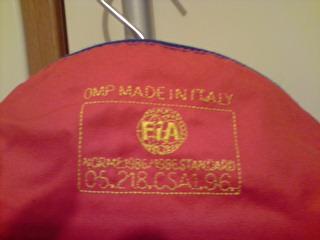 OMP MADE IN ITALY
FIA
NORME 1986/1986 STANDARD
05.218.CSAI.96.